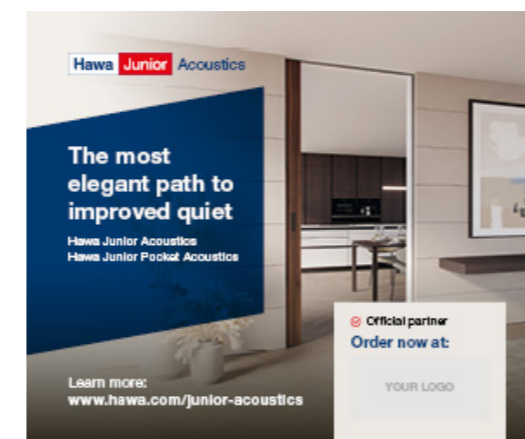 Hawa Junior Acoustics
The most
elegant path to
improved quiet
Hawa Junior Acoustics
Hawa Junior Pocket Acoustics
Official partner
Order now at:
YOUR LOGO
Learn more:
www.hawa.com/junior-acoustics